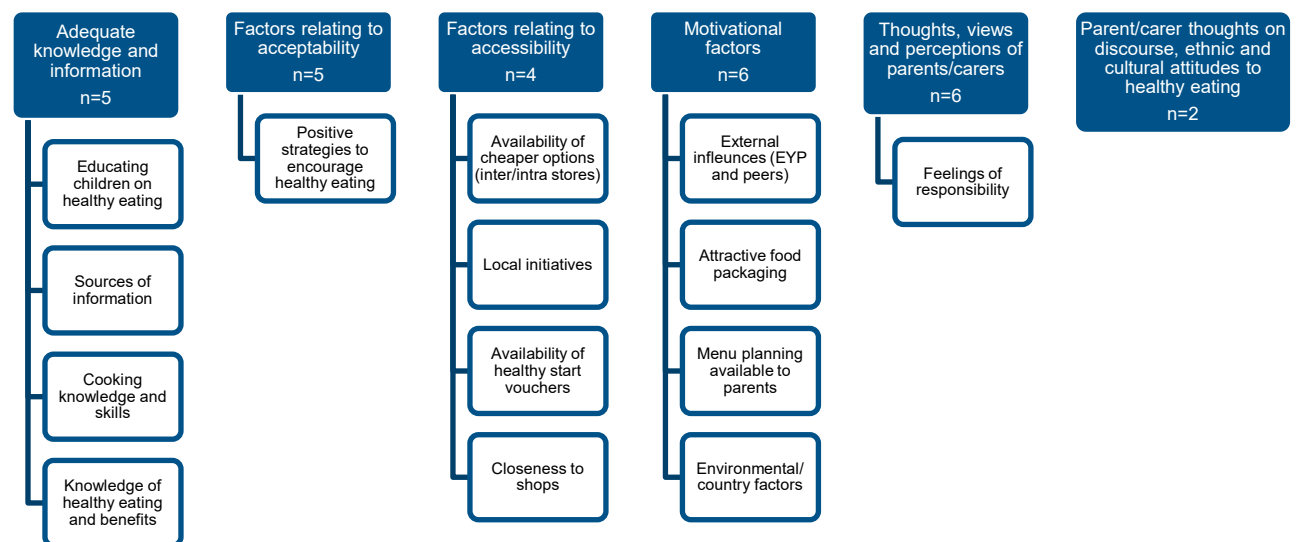 Adequate
knowledge and
information
n=5
Educating
children on
healthy eating
Sources of
information
Cooking
knowledge and
skills
Knowledge of
healthy eating
and benefits
Factors relating to
acceptability
n=5
Positive
strategies to
encourage
healthy eating
Factors relating to
accessibility
n=4
Availability of
cheaper options
(inter/intra stores)
Local initiatives
Availability of
healthy start
vouchers
Closeness to
shops
Motivational
factors
n=6
External
infleunces (EYP
and peers)
Attractive food
packaging
Menu planning
available to
parents
Environmental/
country factors
Thoughts, views
and perceptions of
parents/carers
n=6
Feelings of
responsibility
Parent/carer thoughts on
discourse, ethnic and
cultural attitudes to
healthy eating
n=2